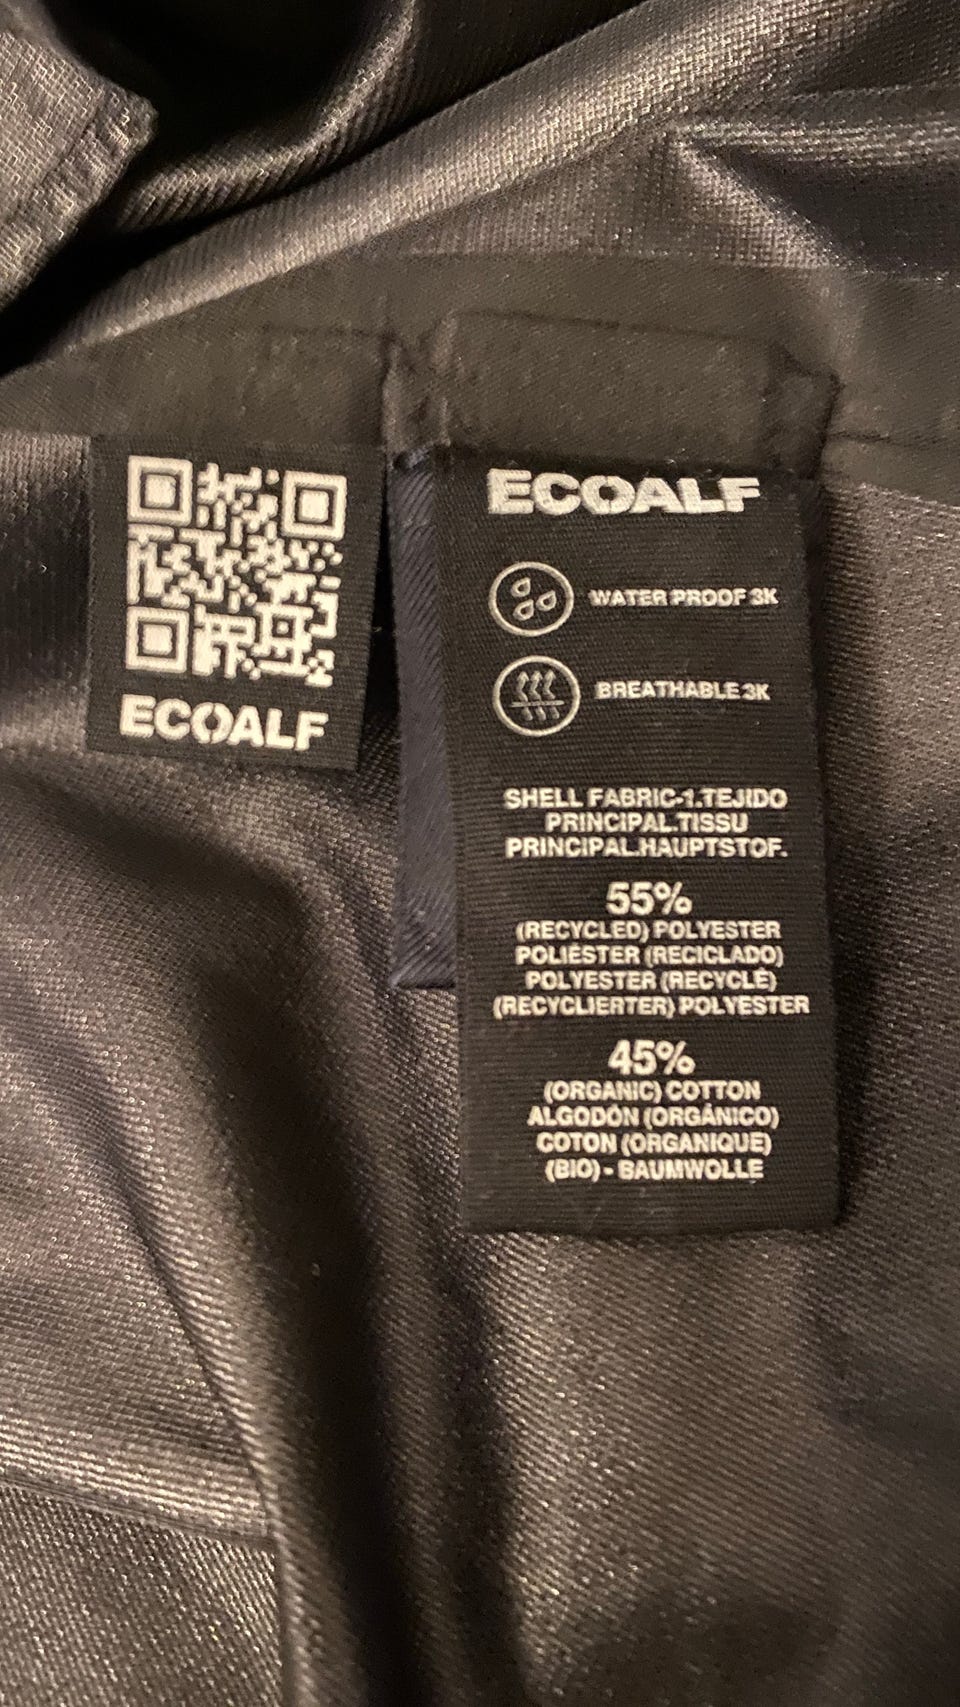 ECOALF
ECOALF
WATER PROOF 3K
BREATHABLE 3K
SHELL FABRIC-1.TEJIDO
PRINCIPAL.TISSU
PRINCIPAL.HAUPTSTOF.
55%
(RECYCLED) POLYESTER
POLIÉSTER (RECICLADO)
POLYESTER (RECYCLÉ)
(RECYCLIERTER) POLYESTER
45%
(ORGANIC) COTTON
ALGODÓN (ORGÁNICO)
COTON (ORGANIQUE)
(BIO) - BAUMWOLLE